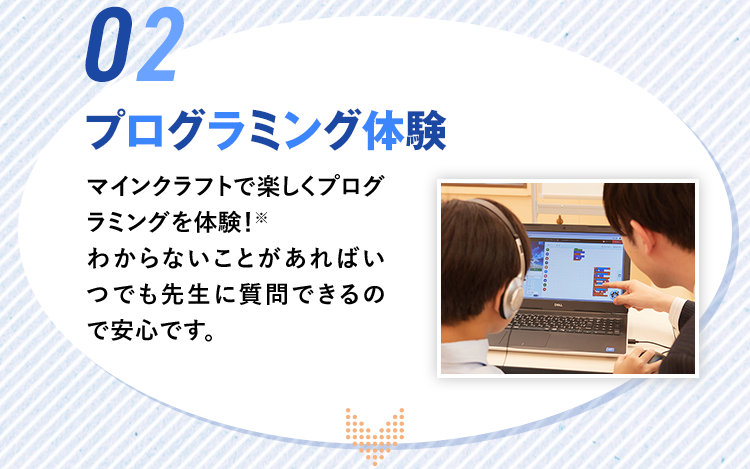 02
プログラミング体験
マインクラフトで楽しくプログ
ラミングを体験！※
わからないことがあればい
つでも先生に質問できるの
で安心です。
DELL